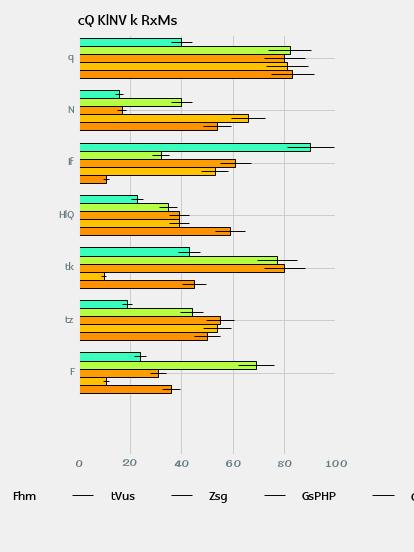 cQ KlNV k RxMs
q
N
lf
HlQ
tk
tz
F
0 20 40 60 80 100
Fhm tVus Zsg GsPHP